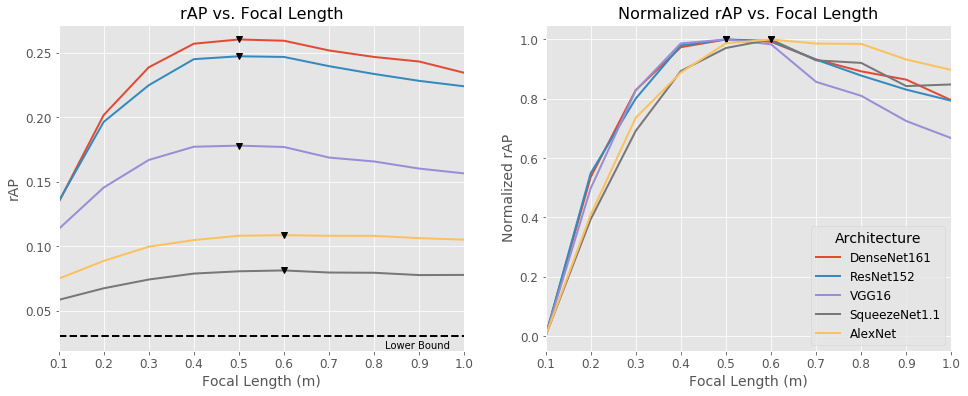 rAP vs. Focal Length
rAP
0.25
0.20
0.15
0.10
0.05
Lower Bound
0.1 0.2 0.3 0.4 0.5 0.6 0.7 0.8 0.9 1.0
Focal Length (m)
Normalized rAP vs. Focal Length
Normalized rAP
1.0
0.8
0.6
0.4
0.2
0.0
Architecture
DenseNet161
ResNet152
VGG16
SqueezeNet1.1
AlexNet
0.1 0.2 0.3 0.4 0.5 0.6 0.7 0.8 0.9 1.0
Focal Length (m)